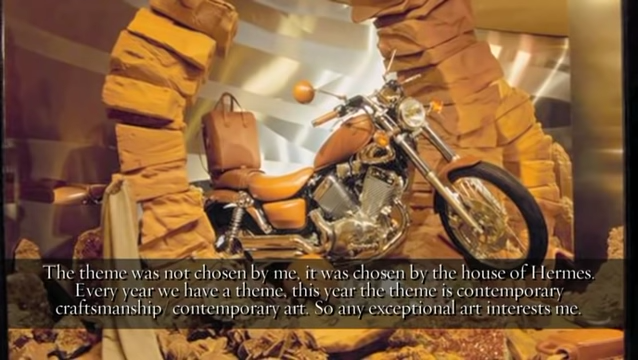 The theme was not chosen by me, it was chosen by the house of Hermes.
Every year we have a theme, this year the theme is contemporary
craftsmanship contemporary art. So any exceptional art interests me.